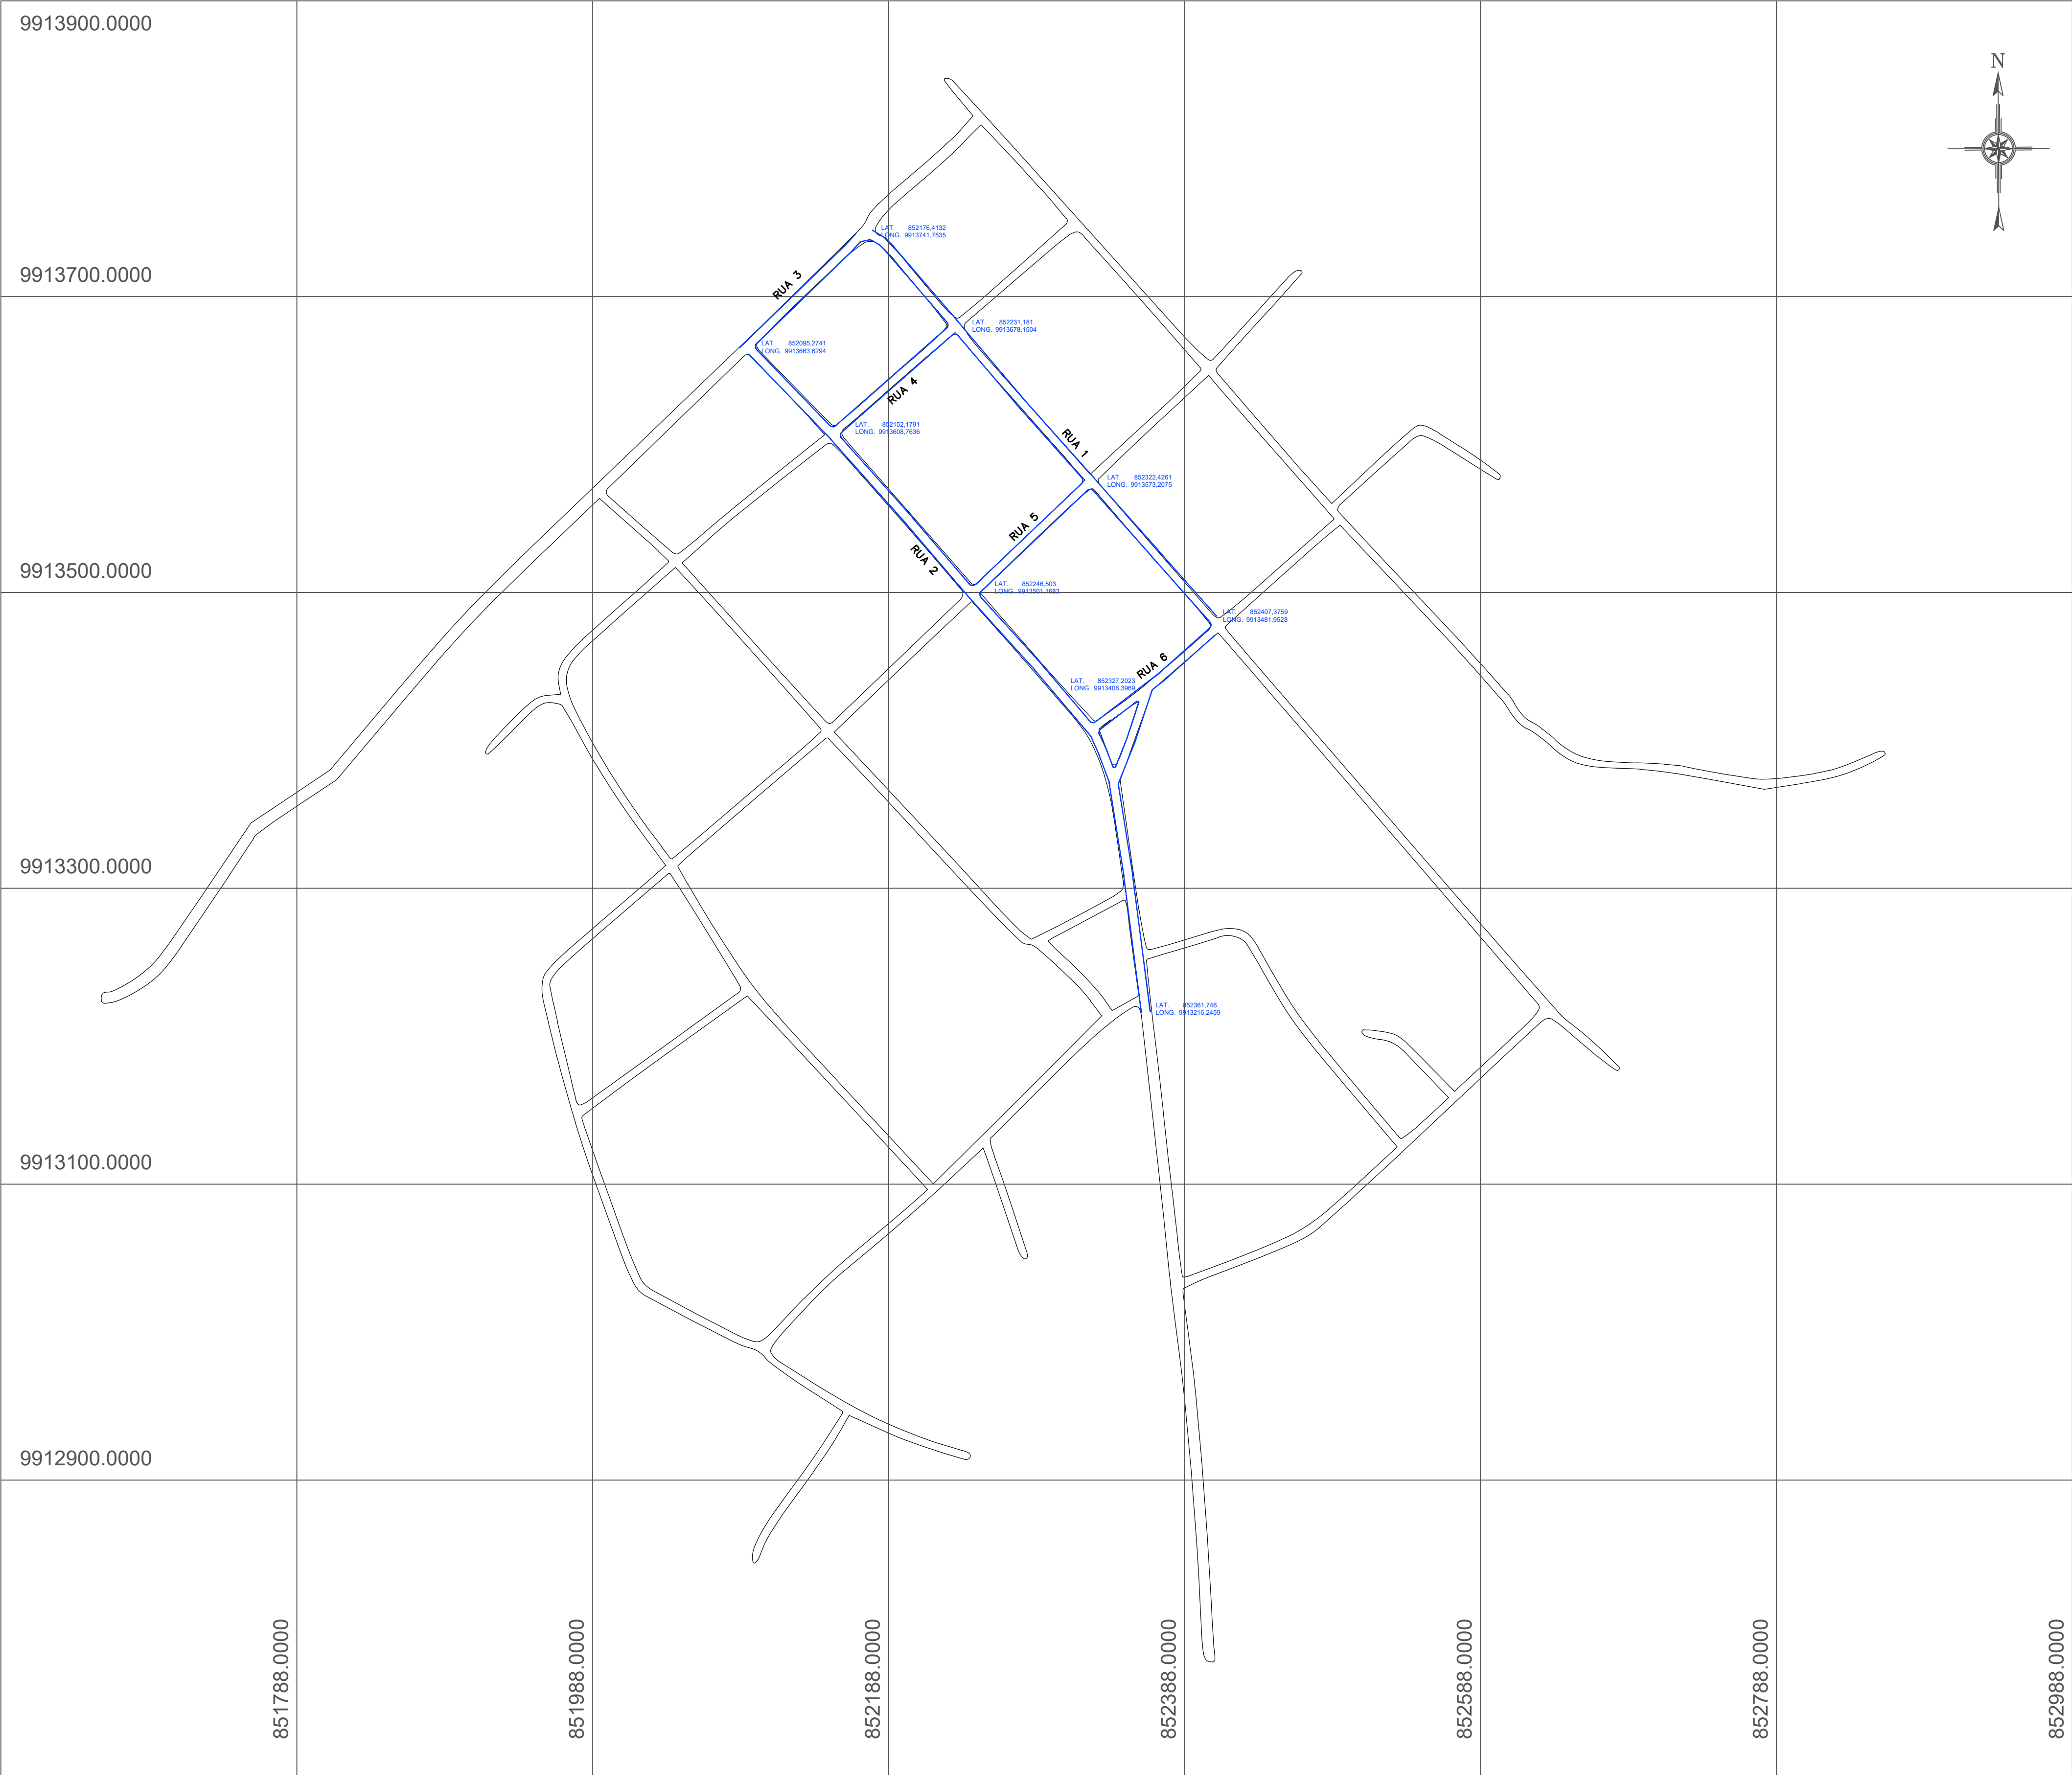 9913900.0000
N
LAT. 852176,4132
LONG. 9913741,7535
9913700.0000
RUA 3
LAT. 852231,181
LONG. 9913678,1504
LAT. 852095,2741
LONG. 9913663,6294
RUA 4
LAT. 852152,1791
LONG. 9913608,7636
RUA 1
LAT. 852322,4261
LONG. 9913573,2075
RUA 5
RUA 2
9913500.0000
LAT. 852246,503
LONG. 9913501,1683
LAT. 852407,3759
LONG. 9913481,9528
RUA 6
LAT. 852327,2023
LONG. 9913408,3969
9913300.0000
LAT. 852361,746
LONG. 9913216,2459
9913100.0000
9912900.0000
851788.0000
851988.0000
852188.0000
852388.0000
852588.0000
852788.0000
852988.0000